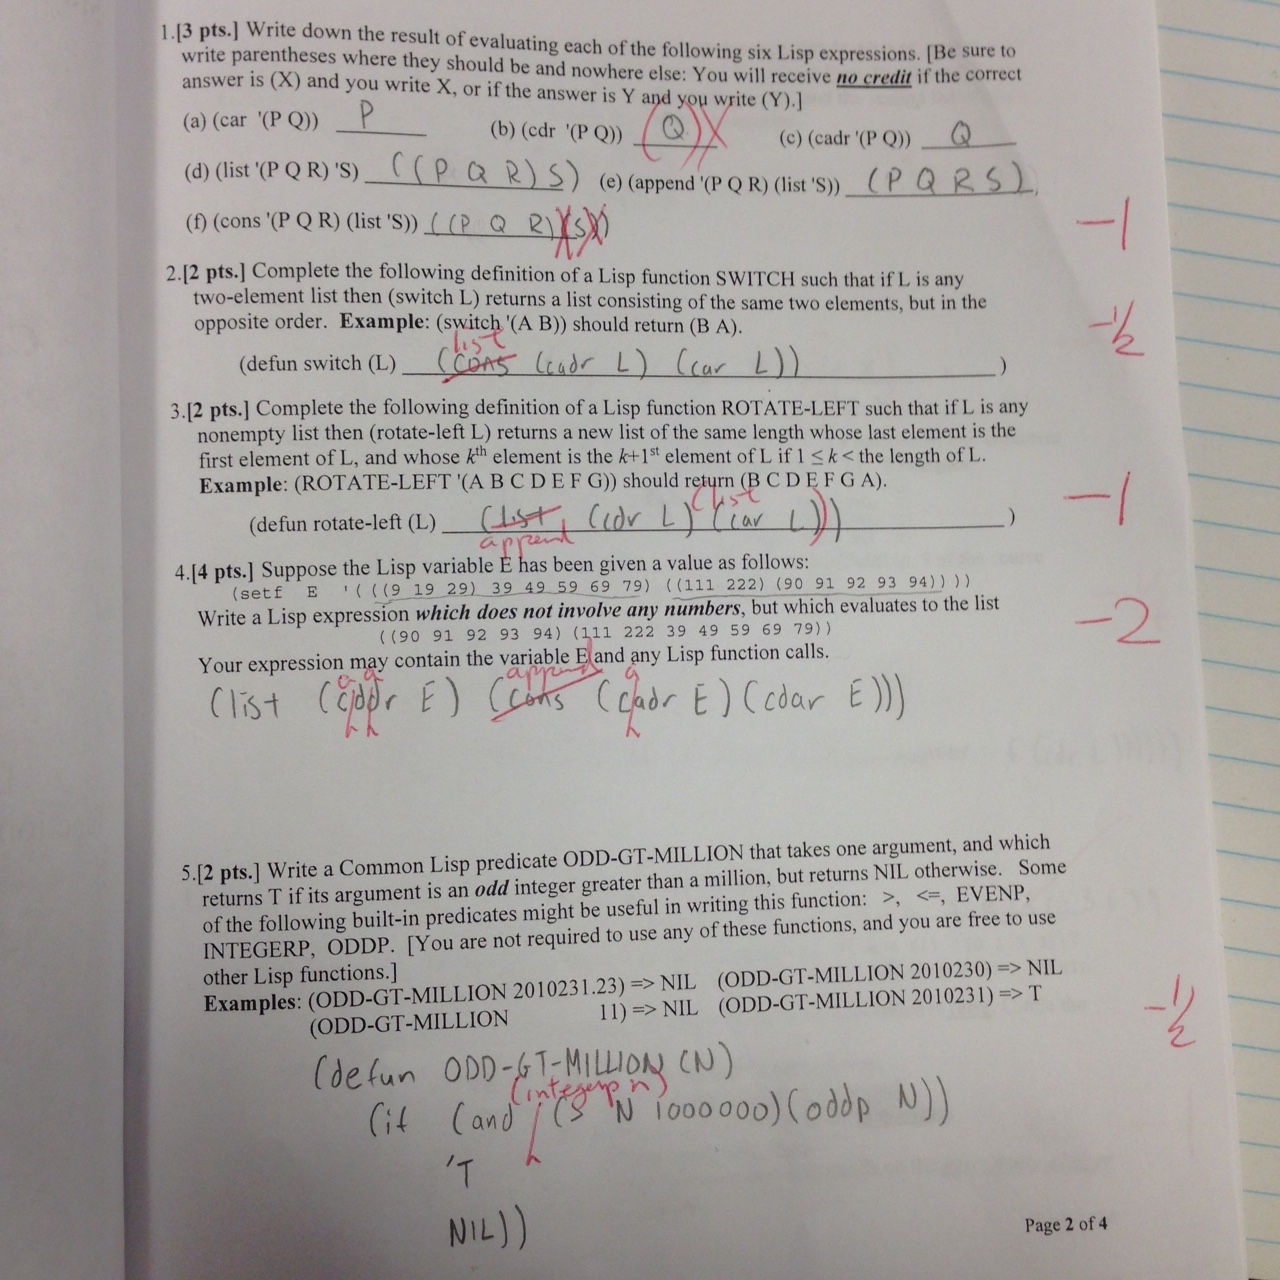 1.[3 pts.] Write down the result of evaluating each of the following six Lisp expressions. [Be sure to
write parentheses where they should be and nowhere else: You will receive no credit if the correct
answer is (X) and you write X, or if the answer is Y and you write (Y).]
(a) (car '(P Q)) P (b) (cdr '(P Q)) (Q) (c) (cadr '(P Q)) Q
(d) (list '(P Q R) 'S) ((P Q R) S) (e) (append '(P Q R) (list 'S)) (P Q R S)
(f) (cons '(P Q R) (list 'S)) ((P Q R)(S))
-1
2.[2 pts.] Complete the following definition of a Lisp function SWITCH such that if L is any
two-element list then (switch L) returns a list consisting of the same two elements, but in the
opposite order. Example: (switch '(A B)) should return (B A).
-1/2
list
(defun switch (L) (cons (cadr L) (car L)) )
3.[2 pts.] Complete the following definition of a Lisp function ROTATE-LEFT such that if L is any
nonempty list then (rotate-left L) returns a new list of the same length whose last element is the
first element of L, and whose kth element is the k+1st element of L if 1 ≤ k < the length of L.
Example: (ROTATE-LEFT '(A B C D E F G)) should return (B C D E F G A).
-1
(list
(defun rotate-left (L) (list (cdr L) (car L))) )
append
4.[4 pts.] Suppose the Lisp variable E has been given a value as follows:
(setf E '( ((9 19 29) 39 49 59 69 79) ((111 222) (90 91 92 93 94)) ))
Write a Lisp expression which does not involve any numbers, but which evaluates to the list
((90 91 92 93 94) (111 222 39 49 59 69 79))
-2
Your expression may contain the variable E and any Lisp function calls.
a a append a
(list (cddr E) (cons (cadr E) (cdar E)))
5.[2 pts.] Write a Common Lisp predicate ODD-GT-MILLION that takes one argument, and which
returns T if its argument is an odd integer greater than a million, but returns NIL otherwise. Some
of the following built-in predicates might be useful in writing this function: >, <=, EVENP,
INTEGERP, ODDP. [You are not required to use any of these functions, and you are free to use
other Lisp functions.]
Examples: (ODD-GT-MILLION 2010231.23) => NIL (ODD-GT-MILLION 2010230) => NIL
(ODD-GT-MILLION 11) => NIL (ODD-GT-MILLION 2010231) => T
-1/2
(defun ODD-GT-MILLION (N)
(integerp n)
(if (and (> N 1000000)(oddp N))
'T
NIL))
Page 2 of 4